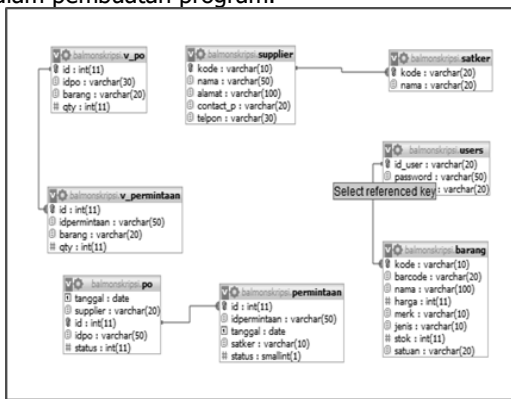 dalam pembuatan program.
balmonskripsi.v_po
id : int(11)
idpo : varchar(30)
barang : varchar(20)
# qty : int(11)
balmonskripsi.supplier
kode : varchar(10)
nama : varchar(50)
alamat : varchar(100)
contact_p : varchar(20)
telpon : varchar(30)
balmonskripsi.satker
kode : varchar(20)
nama : varchar(20)
balmonskripsi.users
id_user : varchar(20)
password : varchar(50)
: varchar(20)
Select referenced key
balmonskripsi.v_permintaan
id : int(11)
idpermintaan : varchar(50)
barang : varchar(20)
# qty : int(11)
balmonskripsi.barang
kode : varchar(10)
barcode : varchar(20)
nama : varchar(100)
# harga : int(11)
merk : varchar(10)
jenis : varchar(10)
# stok : int(11)
satuan : varchar(20)
balmonskripsi.po
tanggal : date
supplier : varchar(20)
id : int(11)
idpo : varchar(50)
# status : int(11)
balmonskripsi.permintaan
id : int(11)
idpermintaan : varchar(50)
tanggal : date
satker : varchar(10)
# status : smallint(1)